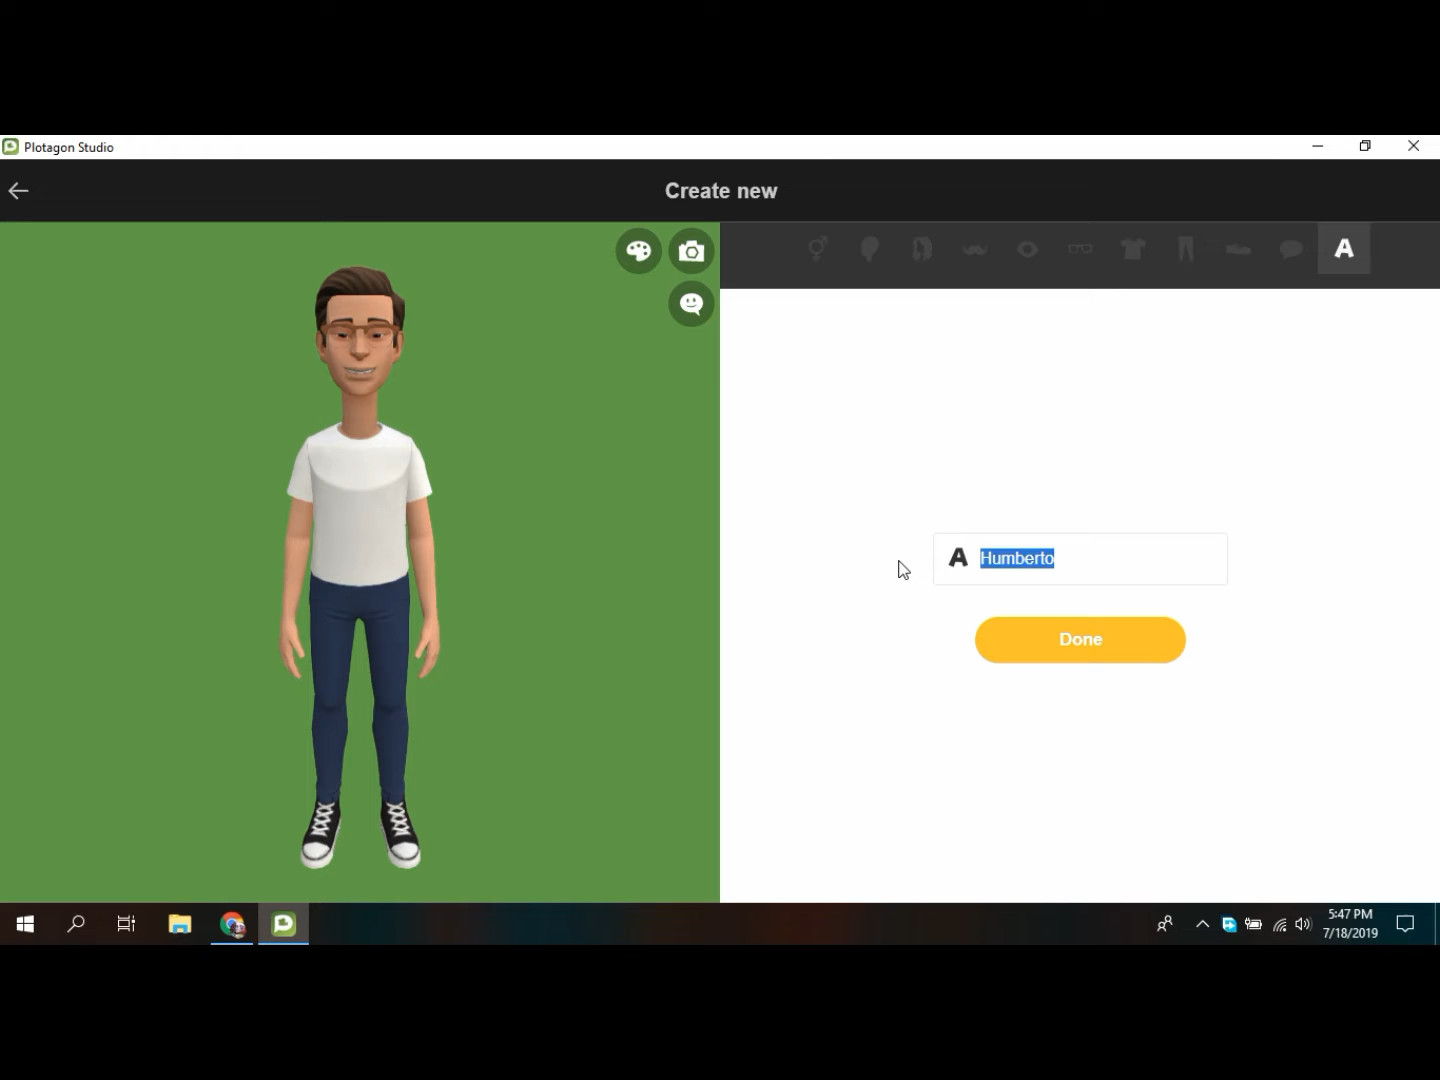 Plotagon Studio
Create new
A
A Humberto
Done
5:47 PM
7/18/2019